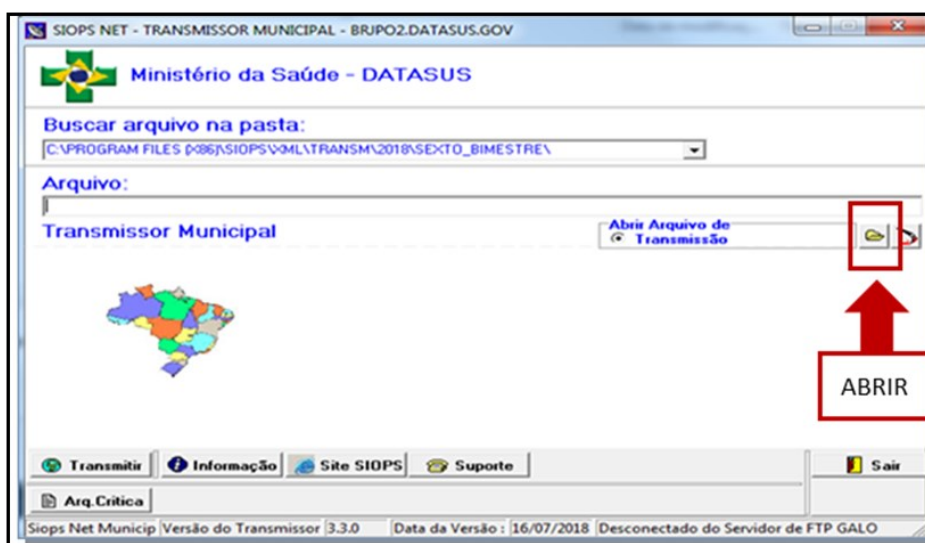 SIOPS NET - TRANSMISSOR MUNICIPAL - BRJPO2.DATASUS.GOV
Ministério da Saúde - DATASUS
Buscar arquivo na pasta:
C:\PROGRAM FILES (X86)\SIOPS\XML\TRANSM\2018\SEXTO_BIMESTRE\
Arquivo:
Transmissor Municipal
Abrir Arquivo de
Transmissão
ABRIR
Transmitir Informação Site SIOPS Suporte Sair
Arq.Critica
Siops Net Municip Versão do Transmissor 3.3.0 Data da Versão : 16/07/2018 Desconectado do Servidor de FTP GALO